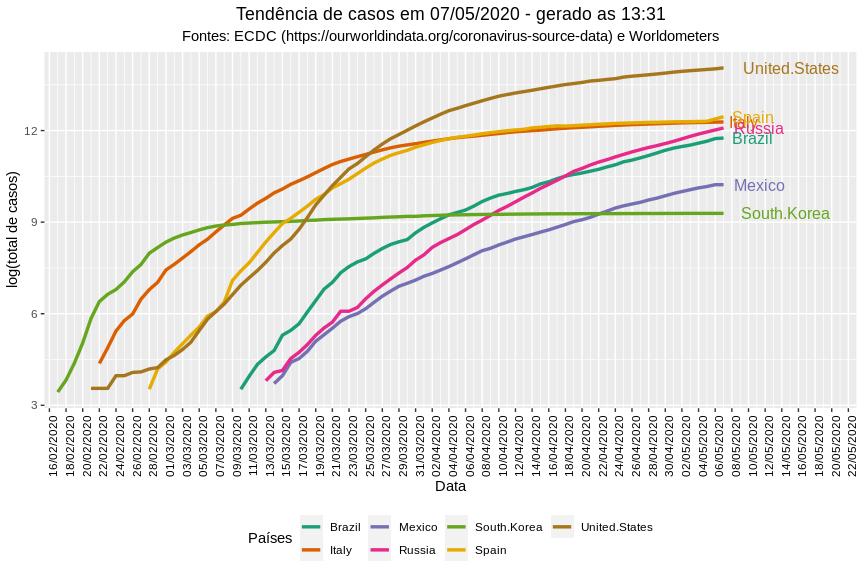 Tendência de casos em 07/05/2020 - gerado as 13:31
Fontes: ECDC (https://ourworldindata.org/coronavirus-source-data) e Worldometers
United.States
Spain
Italy
Russia
Brazil
Mexico
South.Korea
log(total de casos)
12
9
6
3
16/02/2020 18/02/2020 20/02/2020 22/02/2020 24/02/2020 26/02/2020 28/02/2020 01/03/2020 03/03/2020 05/03/2020 07/03/2020 09/03/2020 11/03/2020 13/03/2020 15/03/2020 17/03/2020 19/03/2020 21/03/2020 23/03/2020 25/03/2020 27/03/2020 29/03/2020 31/03/2020 02/04/2020 04/04/2020 06/04/2020 08/04/2020 10/04/2020 12/04/2020 14/04/2020 16/04/2020 18/04/2020 20/04/2020 22/04/2020 24/04/2020 26/04/2020 28/04/2020 30/04/2020 02/05/2020 04/05/2020 06/05/2020 08/05/2020 10/05/2020 12/05/2020 14/05/2020 16/05/2020 18/05/2020 20/05/2020 22/05/2020
Data
Países
Brazil Mexico South.Korea United.States
Italy Russia Spain